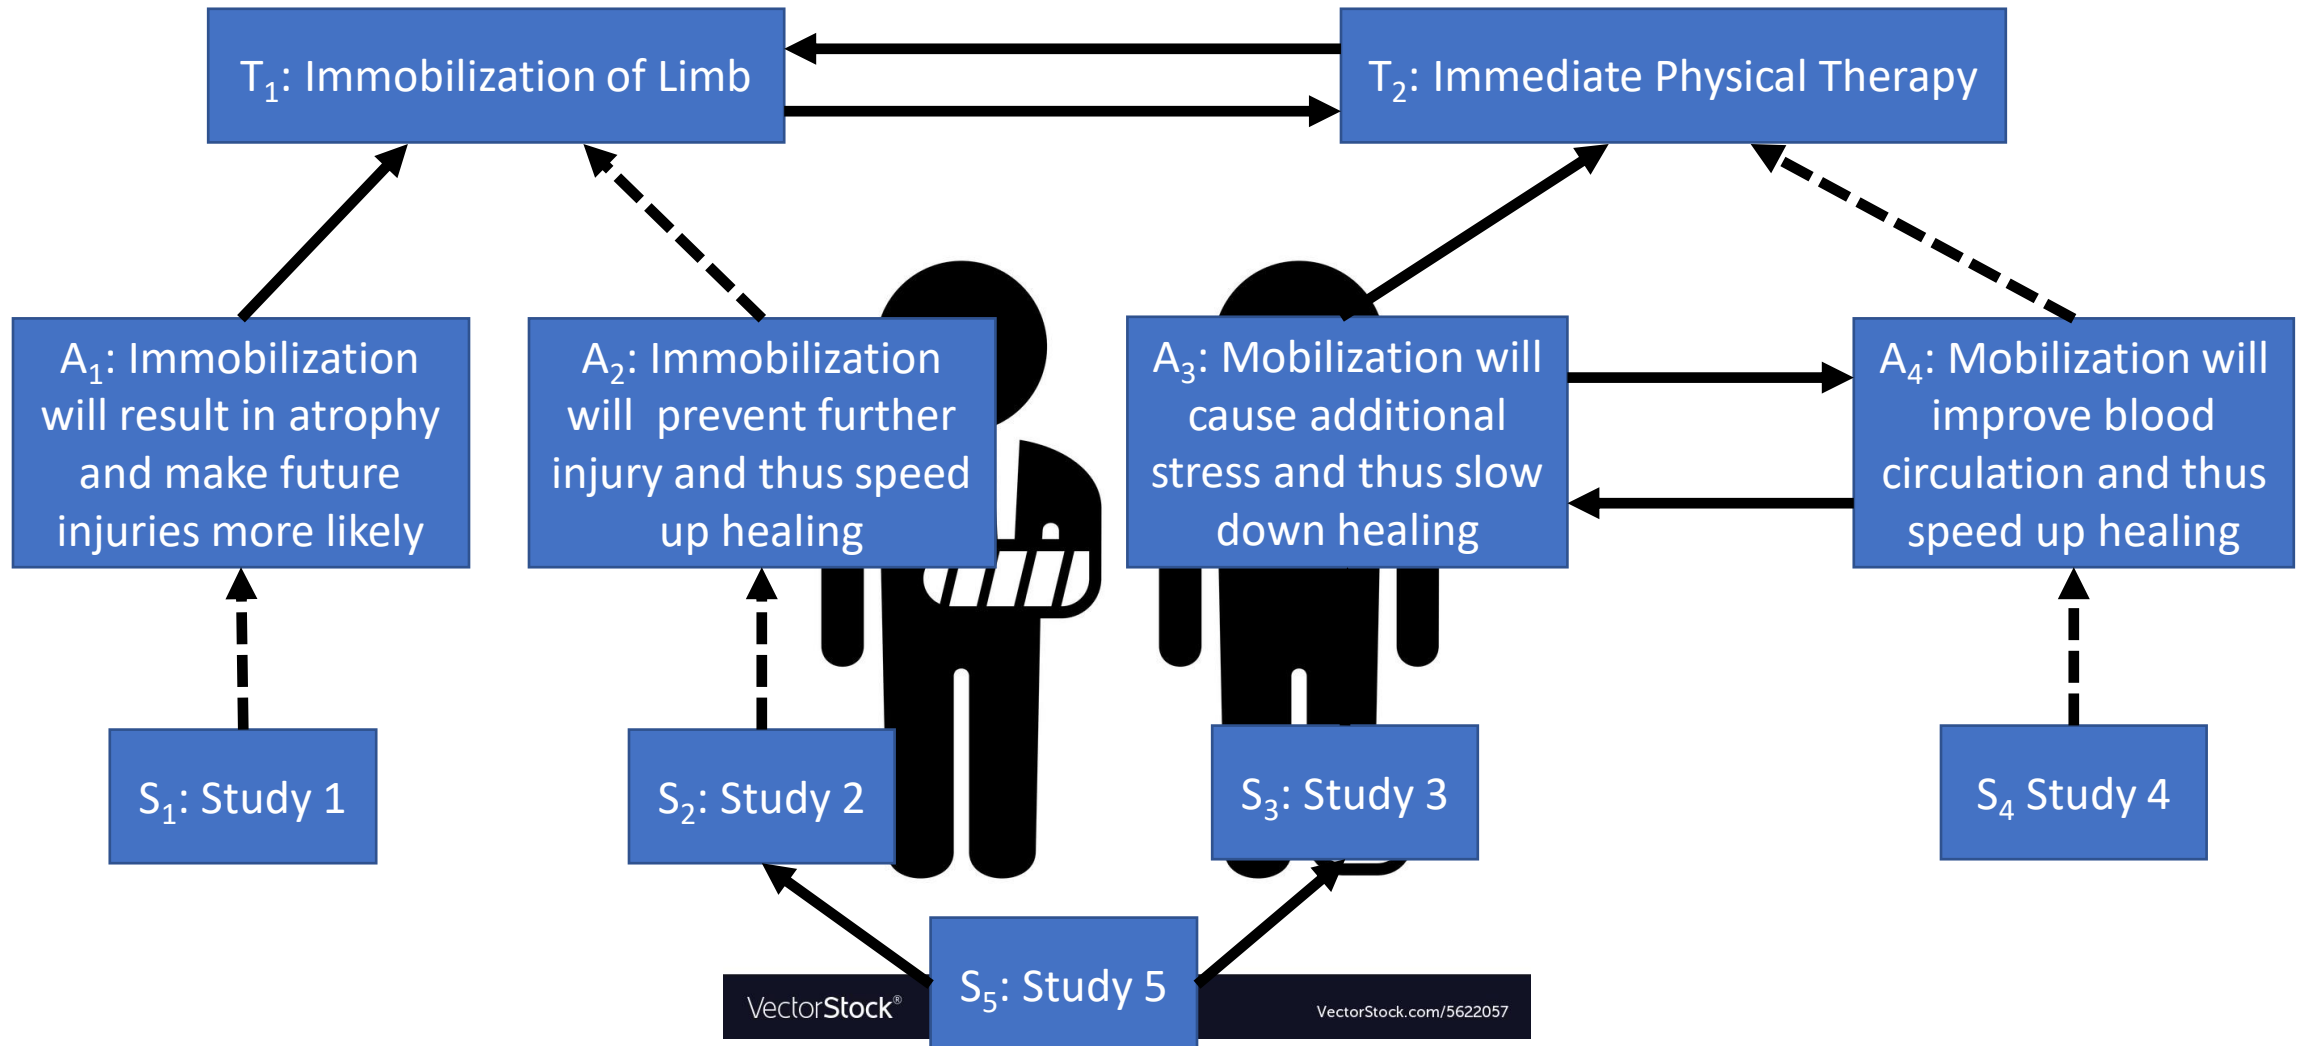 T₁: Immobilization of Limb
T₂: Immediate Physical Therapy
A₁: Immobilization
will result in atrophy
and make future
injuries more likely
A₂: Immobilization
will prevent further
injury and thus speed
up healing
A₃: Mobilization will
cause additional
stress and thus slow
down healing
A₄: Mobilization will
improve blood
circulation and thus
speed up healing
S₁: Study 1
S₂: Study 2
S₃: Study 3
S₄ Study 4
S₅: Study 5
VectorStock®
VectorStock.com/5622057